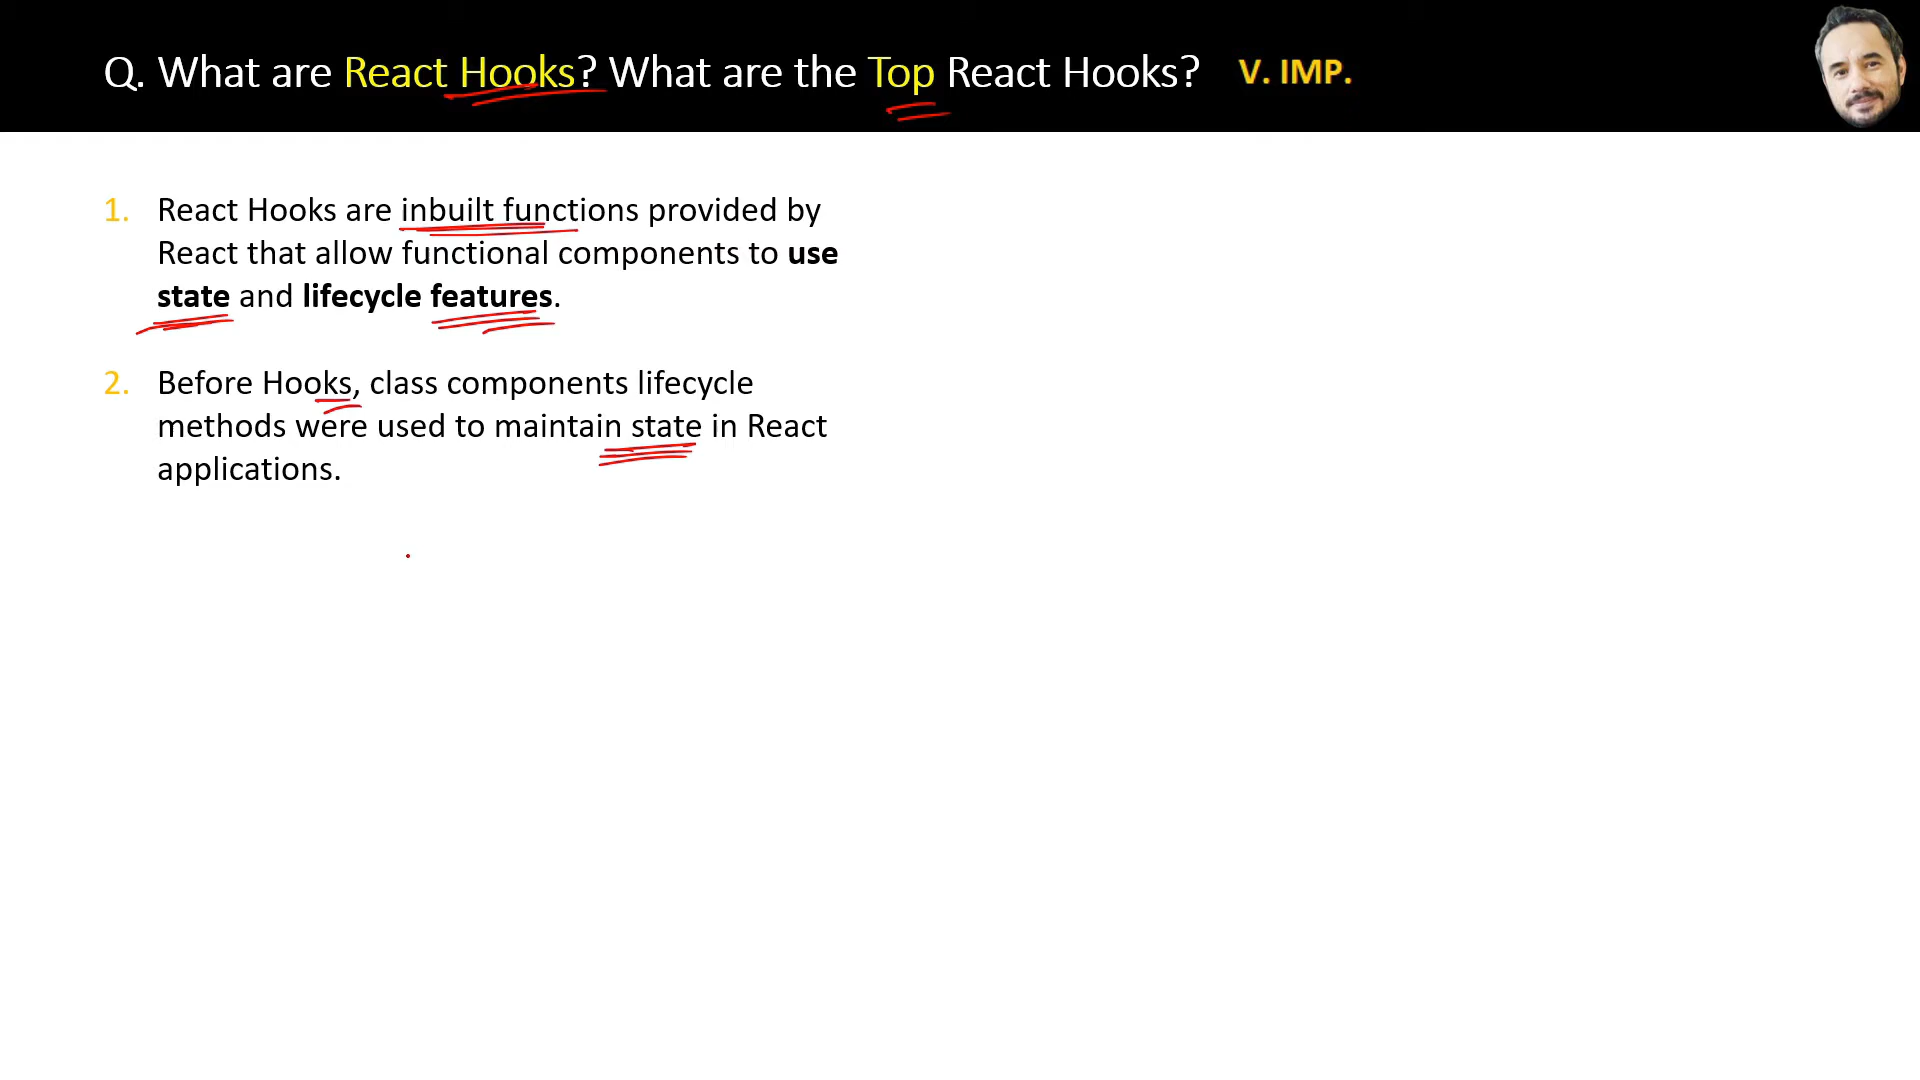 Q. What are React Hooks? What are the Top React Hooks? V. IMP.
1. React Hooks are inbuilt functions provided by
React that allow functional components to use
state and lifecycle features.
2. Before Hooks, class components lifecycle
methods were used to maintain state in React
applications.